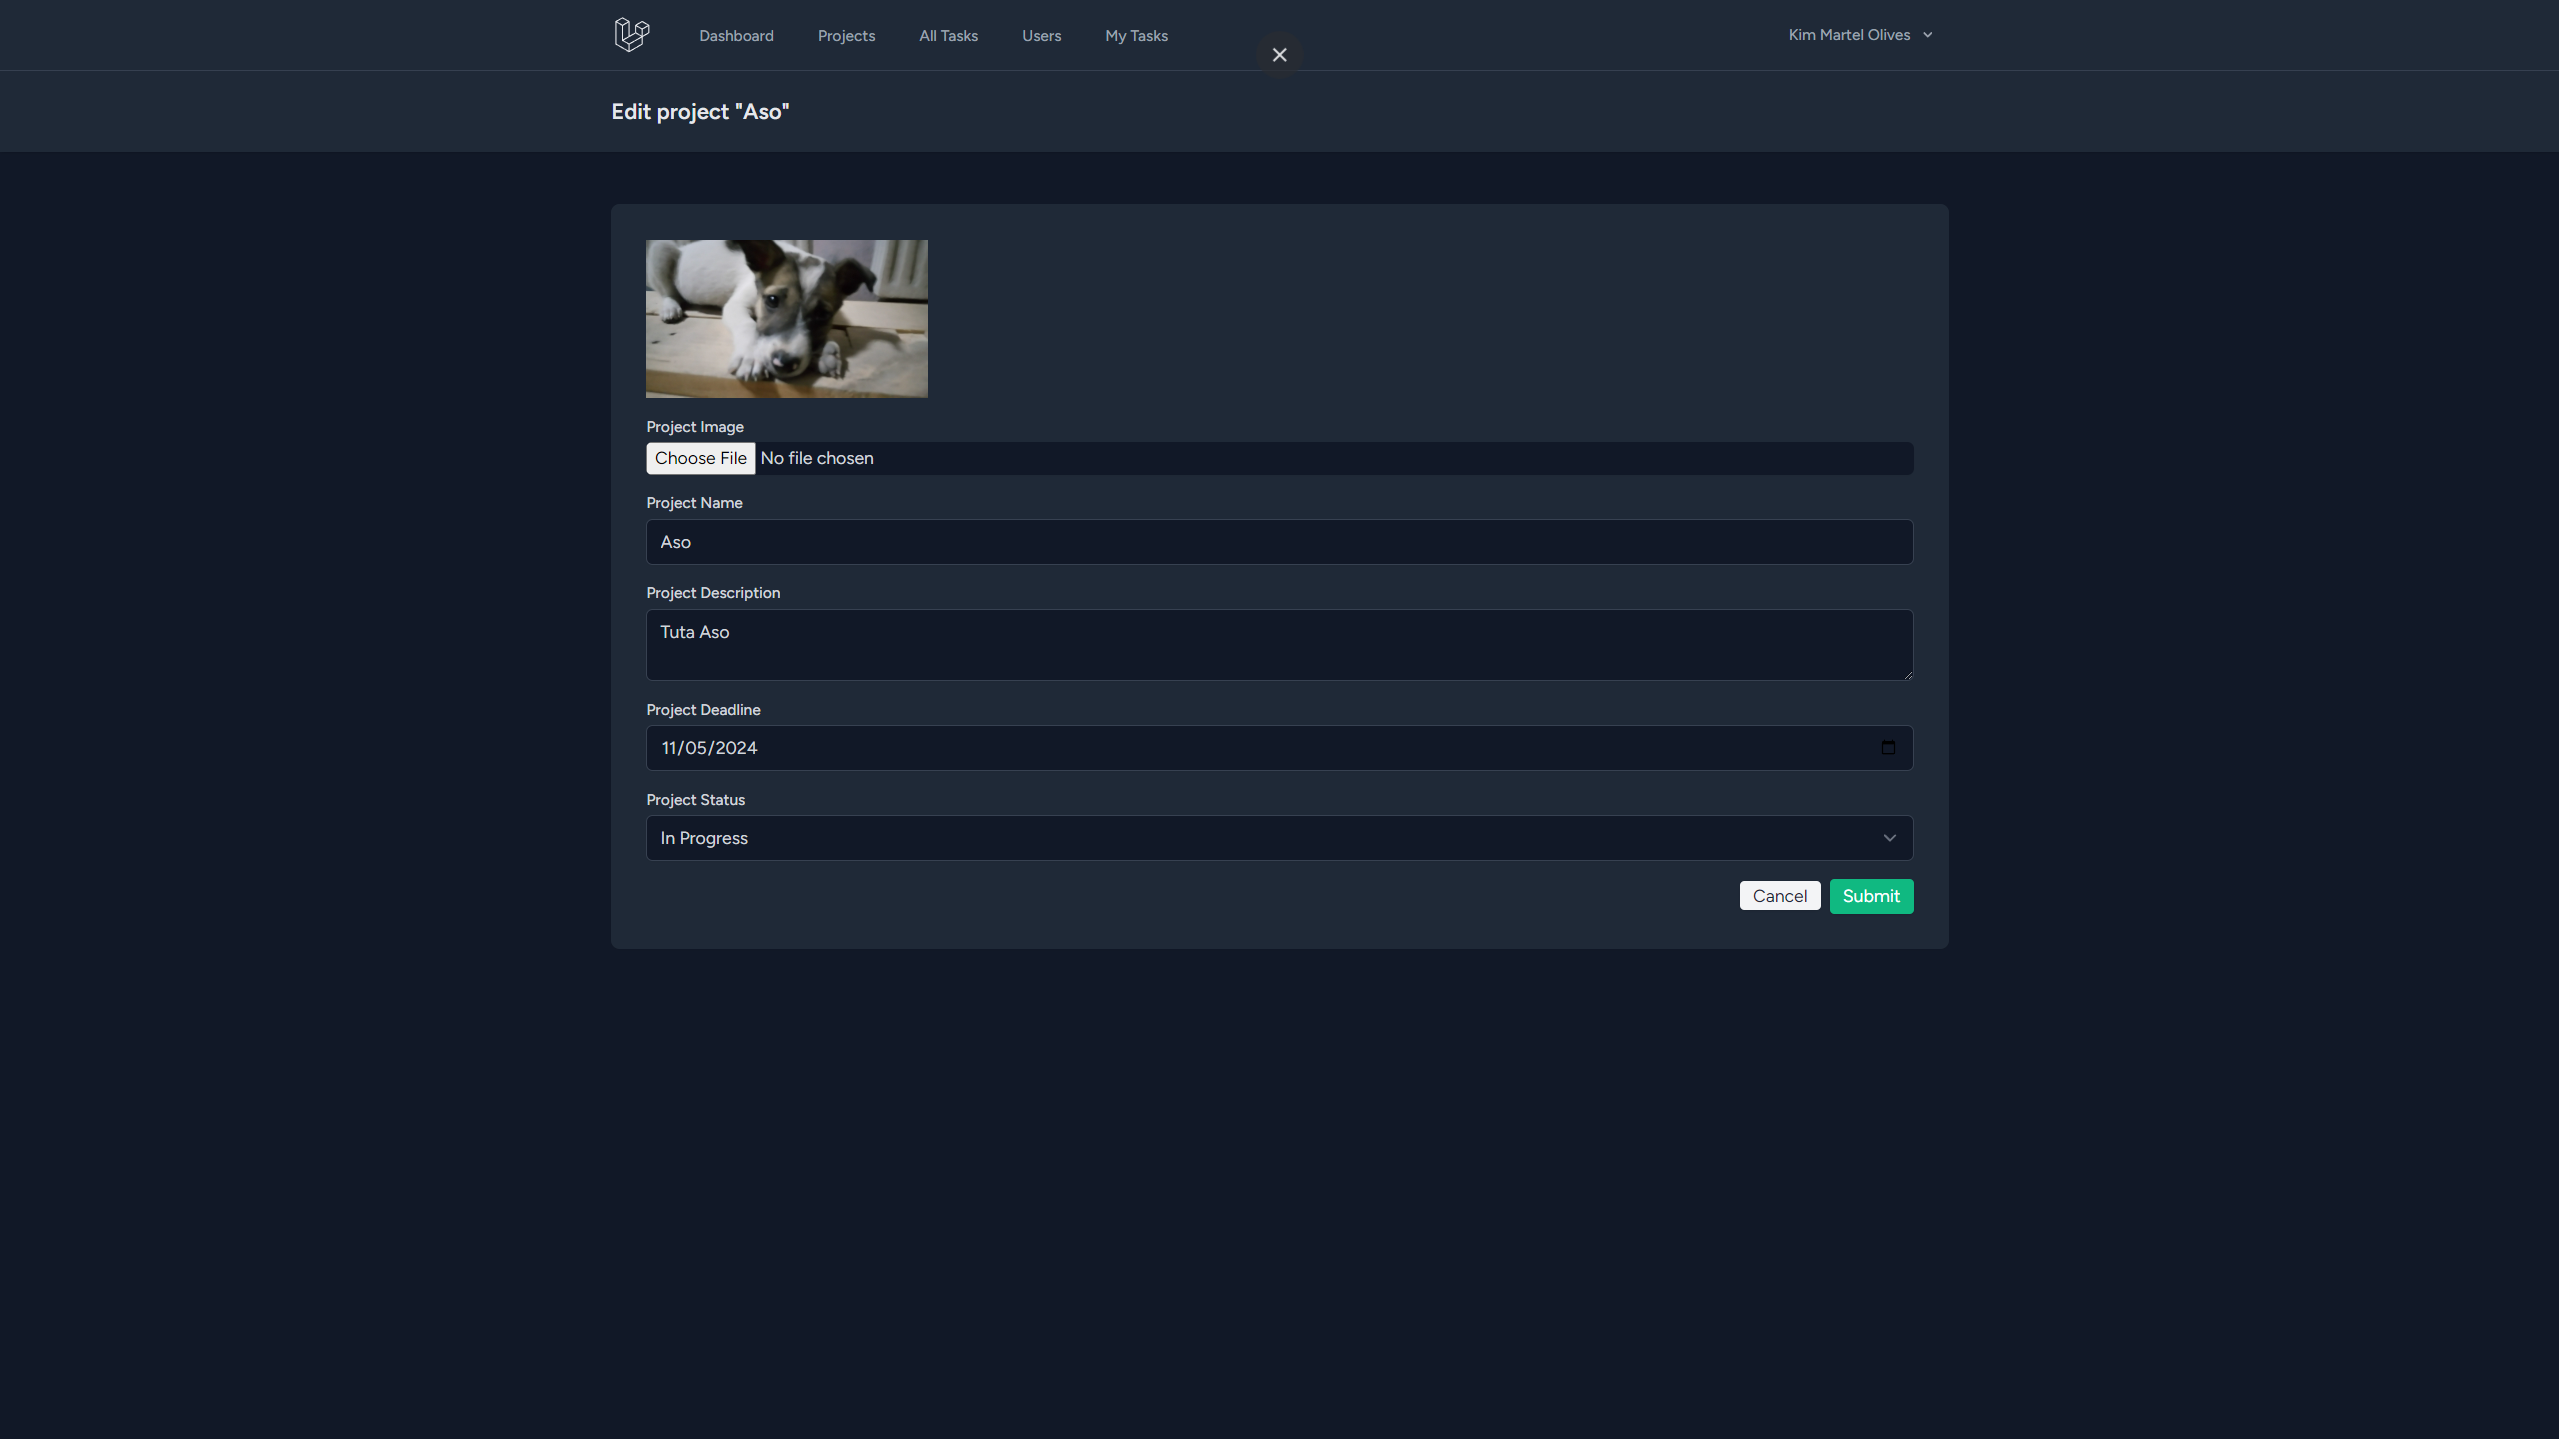 Dashboard
Projects
All Tasks
Users
My Tasks
Kim Martel Olives
Edit project "Aso"
Project Image
Choose File No file chosen
Project Name
Aso
Project Description
Tuta Aso
Project Deadline
11/05/2024
Project Status
In Progress
Cancel
Submit